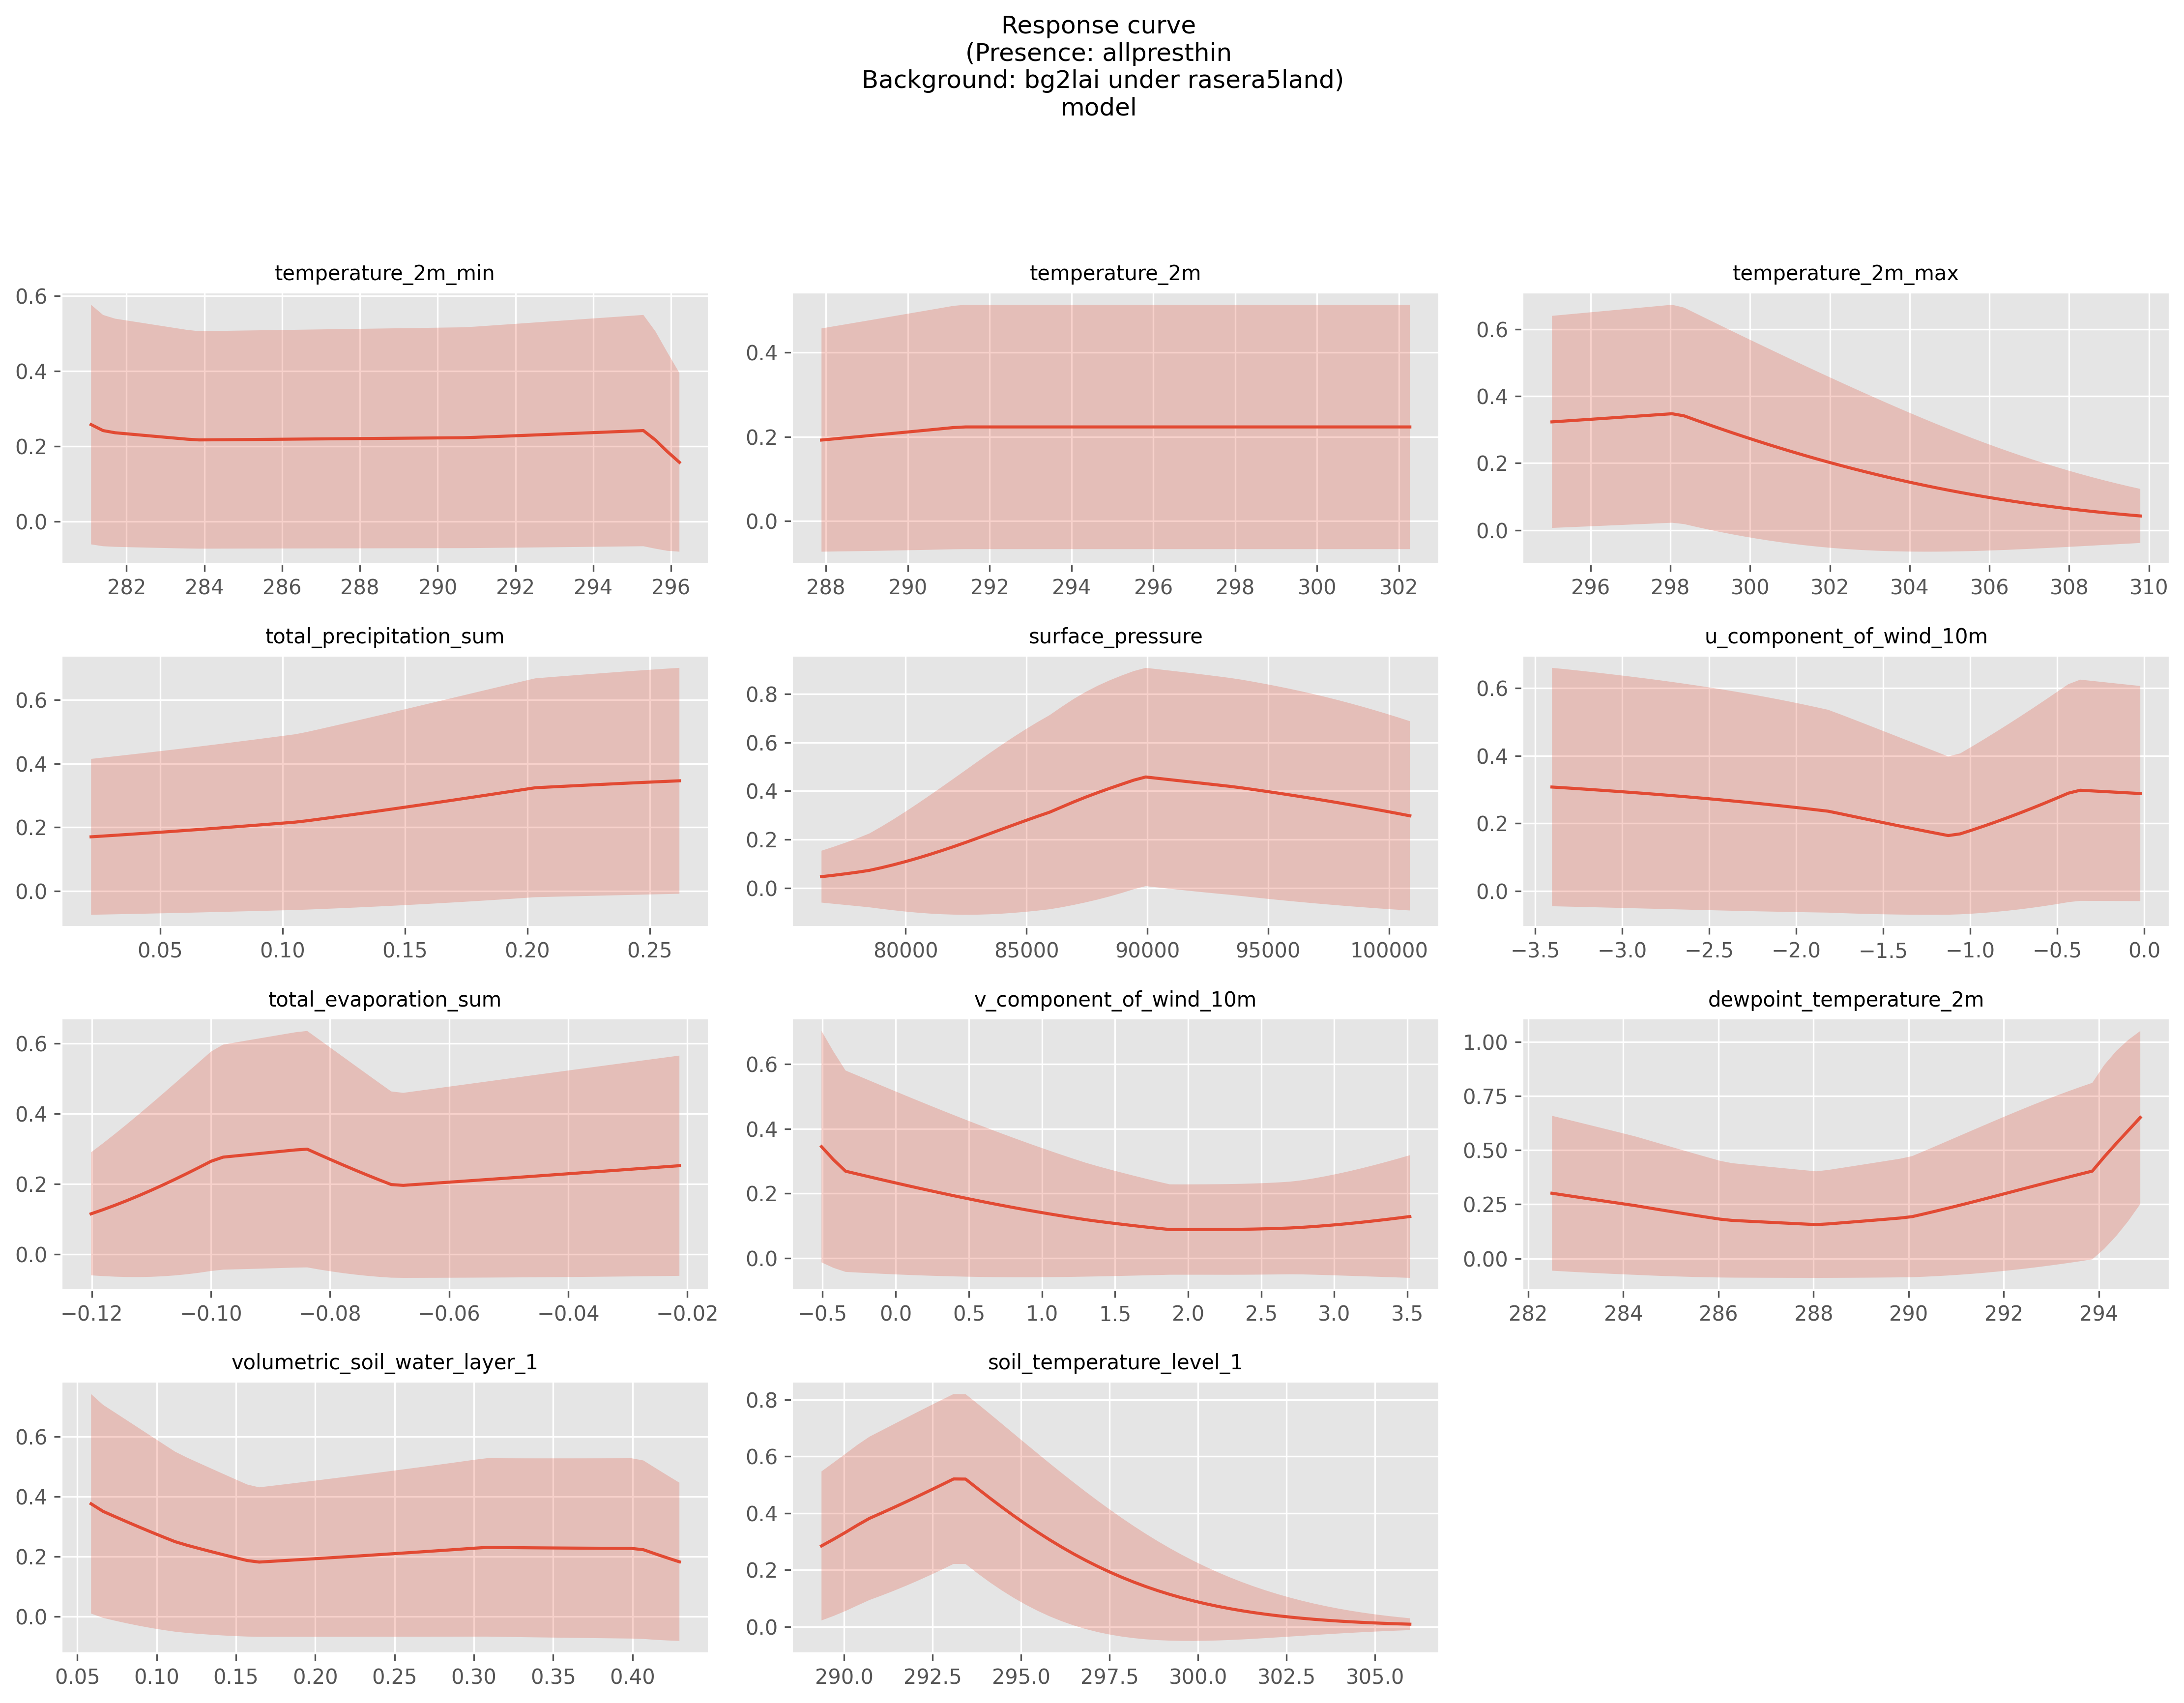 Response curve
(Presence: allpresthin
Background: bg2lai under rasera5land)
model
temperature_2m_min
temperature_2m
temperature_2m_max
0.6
0.4
0.2
0.0
282 284 286 288 290 292 294 296
0.4
0.2
0.0
288 290 292 294 296 298 300 302
0.6
0.4
0.2
0.0
296 298 300 302 304 306 308 310
total_precipitation_sum
surface_pressure
u_component_of_wind_10m
0.6
0.4
0.2
0.0
0.05 0.10 0.15 0.20 0.25
0.8
0.6
0.4
0.2
0.0
80000 85000 90000 95000 100000
0.6
0.4
0.2
0.0
−3.5 −3.0 −2.5 −2.0 −1.5 −1.0 −0.5 0.0
total_evaporation_sum
v_component_of_wind_10m
dewpoint_temperature_2m
0.6
0.4
0.2
0.0
−0.12 −0.10 −0.08 −0.06 −0.04 −0.02
0.6
0.4
0.2
0.0
−0.5 0.0 0.5 1.0 1.5 2.0 2.5 3.0 3.5
1.00
0.75
0.50
0.25
0.00
282 284 286 288 290 292 294
volumetric_soil_water_layer_1
soil_temperature_level_1
0.6
0.4
0.2
0.0
0.05 0.10 0.15 0.20 0.25 0.30 0.35 0.40
0.8
0.6
0.4
0.2
0.0
290.0 292.5 295.0 297.5 300.0 302.5 305.0